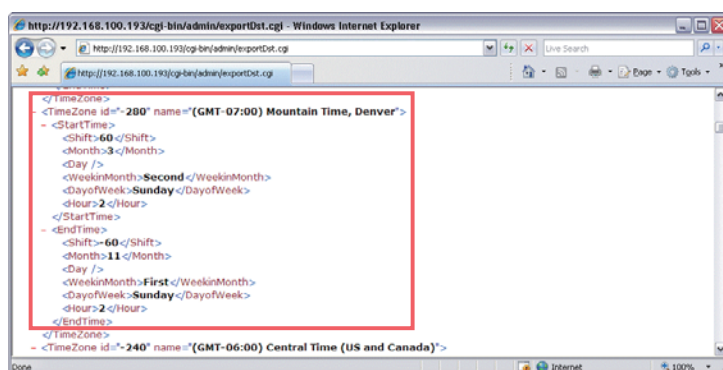 http://192.168.100.193/cgi-bin/admin/exportDst.cgi - Windows Internet Explorer
http://192.168.100.193/cgi-bin/admin/exportDst.cgi
Live Search
http://192.168.100.193/cgi-bin/admin/exportDst.cgi
Page
Tools
</TimeZone>
- <TimeZone id="-280" name="(GMT-07:00) Mountain Time, Denver">
- <StartTime>
<Shift>60</Shift>
<Month>3</Month>
<Day />
<WeekinMonth>Second</WeekinMonth>
<DayofWeek>Sunday</DayofWeek>
<Hour>2</Hour>
</StartTime>
- <EndTime>
<Shift>-60</Shift>
<Month>11</Month>
<Day />
<WeekinMonth>First</WeekinMonth>
<DayofWeek>Sunday</DayofWeek>
<Hour>2</Hour>
</EndTime>
</TimeZone>
- <TimeZone id="-240" name="(GMT-06:00) Central Time (US and Canada)">
Done
Internet
100%